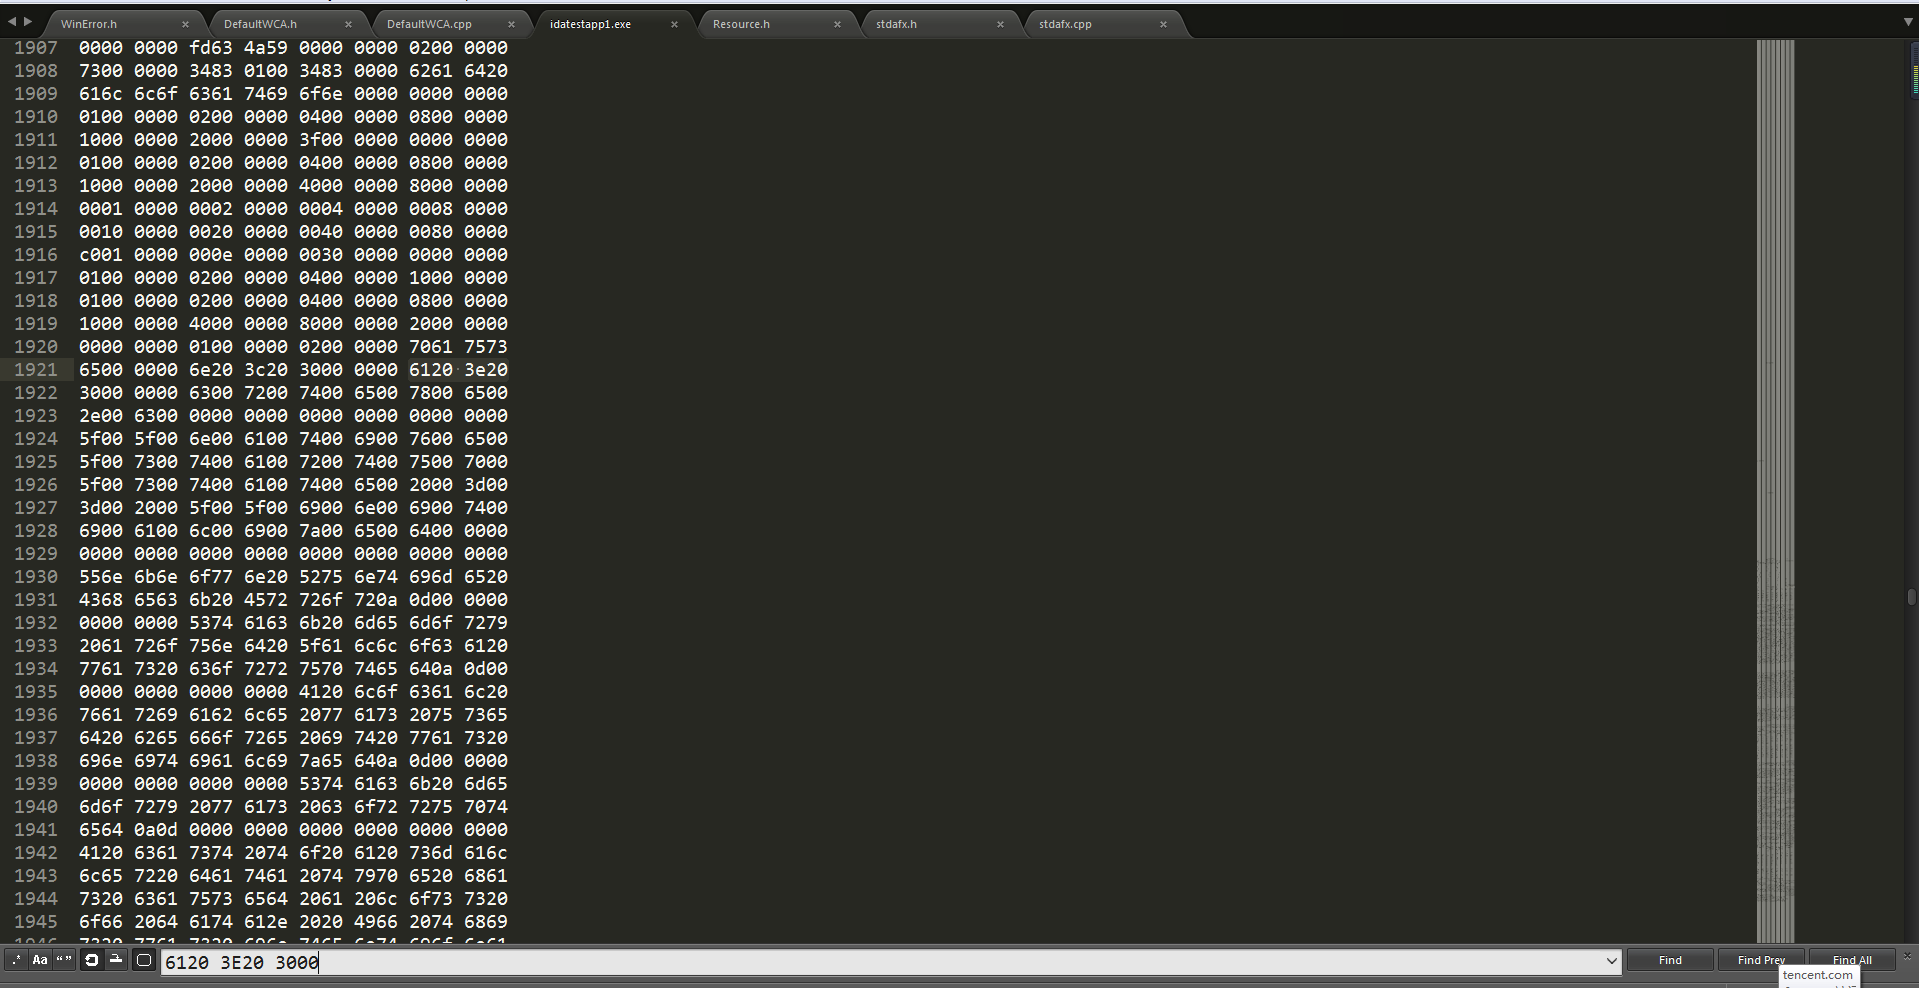 WinError.h × DefaultWCA.h × DefaultWCA.cpp × idatestapp1.exe × Resource.h × stdafx.h × stdafx.cpp ×
1907 0000 0000 fd63 4a59 0000 0000 0200 0000
1908 7300 0000 3483 0100 3483 0000 6261 6420
1909 616c 6c6f 6361 7469 6f6e 0000 0000 0000
1910 0100 0000 0200 0000 0400 0000 0800 0000
1911 1000 0000 2000 0000 3f00 0000 0000 0000
1912 0100 0000 0200 0000 0400 0000 0800 0000
1913 1000 0000 2000 0000 4000 0000 8000 0000
1914 0001 0000 0002 0000 0004 0000 0008 0000
1915 0010 0000 0020 0000 0040 0000 0080 0000
1916 c001 0000 000e 0000 0030 0000 0000 0000
1917 0100 0000 0200 0000 0400 0000 1000 0000
1918 0100 0000 0200 0000 0400 0000 0800 0000
1919 1000 0000 4000 0000 8000 0000 2000 0000
1920 0000 0000 0100 0000 0200 0000 7061 7573
1921 6500 0000 6e20 3c20 3000 0000 6120 3e20
1922 3000 0000 6300 7200 7400 6500 7800 6500
1923 2e00 6300 0000 0000 0000 0000 0000 0000
1924 5f00 5f00 6e00 6100 7400 6900 7600 6500
1925 5f00 7300 7400 6100 7200 7400 7500 7000
1926 5f00 7300 7400 6100 7400 6500 2000 3d00
1927 3d00 2000 5f00 5f00 6900 6e00 6900 7400
1928 6900 6100 6c00 6900 7a00 6500 6400 0000
1929 0000 0000 0000 0000 0000 0000 0000 0000
1930 556e 6b6e 6f77 6e20 5275 6e74 696d 6520
1931 4368 6563 6b20 4572 726f 720a 0d00 0000
1932 0000 0000 5374 6163 6b20 6d65 6d6f 7279
1933 2061 726f 756e 6420 5f61 6c6c 6f63 6120
1934 7761 7320 636f 7272 7570 7465 640a 0d00
1935 0000 0000 0000 0000 4120 6c6f 6361 6c20
1936 7661 7269 6162 6c65 2077 6173 2075 7365
1937 6420 6265 666f 7265 2069 7420 7761 7320
1938 696e 6974 6961 6c69 7a65 640a 0d00 0000
1939 0000 0000 0000 0000 5374 6163 6b20 6d65
1940 6d6f 7279 2077 6173 2063 6f72 7275 7074
1941 6564 0a0d 0000 0000 0000 0000 0000 0000
1942 4120 6361 7374 2074 6f20 6120 736d 616c
1943 6c65 7220 6461 7461 2074 7970 6520 6861
1944 7320 6361 7573 6564 2061 206c 6f73 7320
1945 6f66 2064 6174 612e 2020 4966 2074 6869
1946 7320 7761 7320 696e 7465 6e74 696f 6e61
.* Aa “” 6120 3E20 3000 Find Find Prev Find All ×
tencent.com